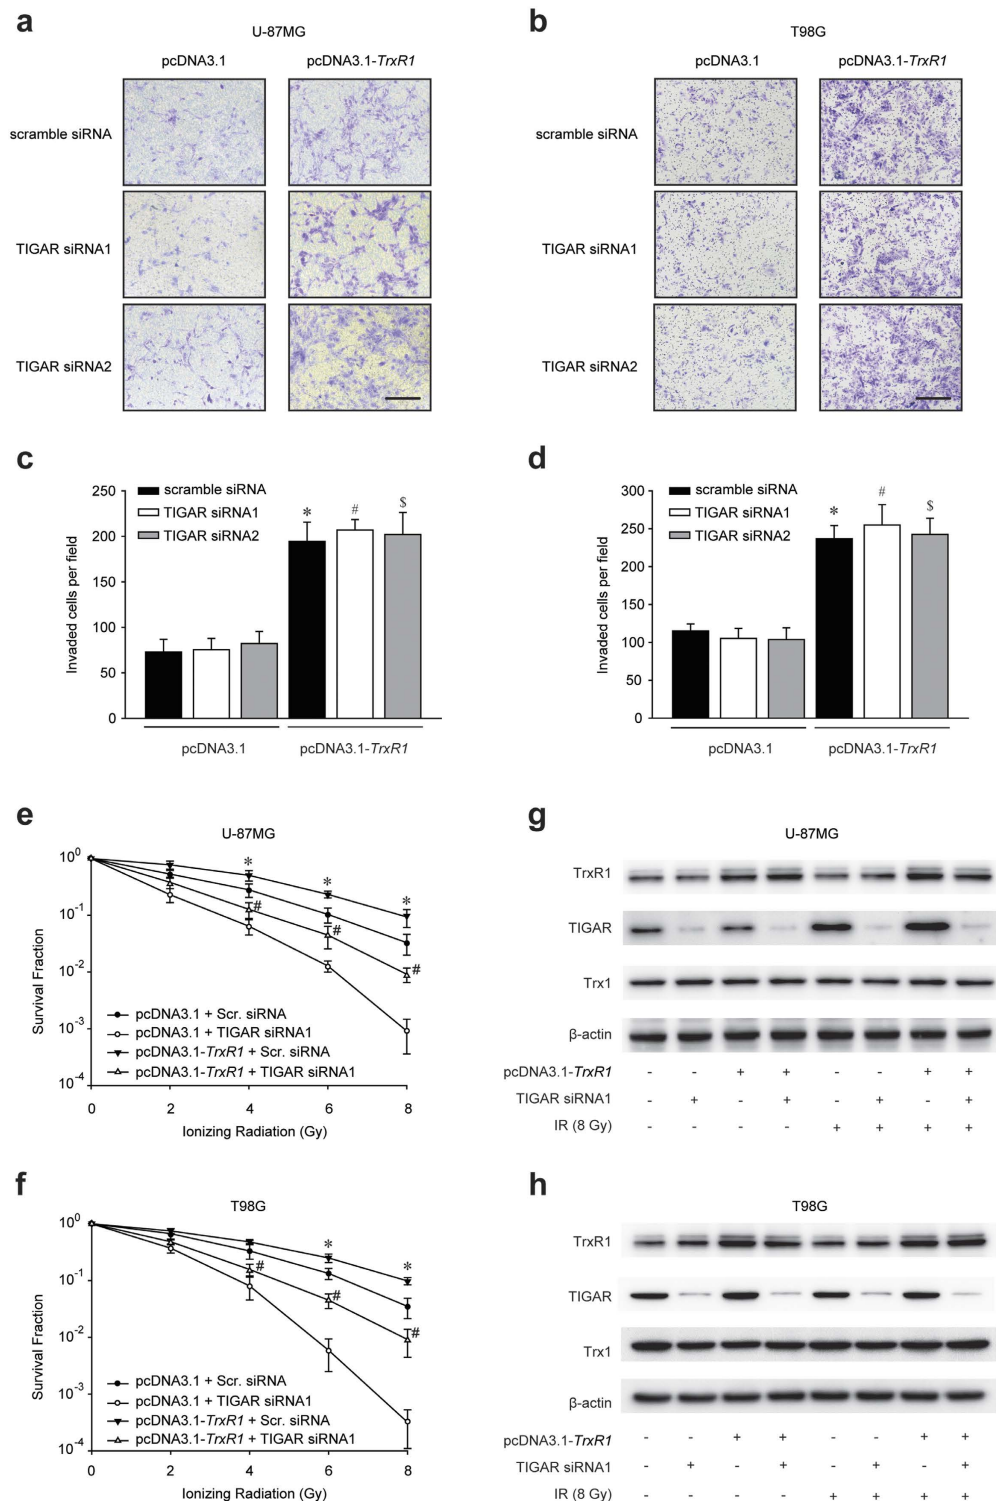 a
U-87MG
pcDNA3.1 pcDNA3.1-TrxR1
scramble siRNA
TIGAR siRNA1
TIGAR siRNA2
b
T98G
pcDNA3.1 pcDNA3.1-TrxR1
scramble siRNA
TIGAR siRNA1
TIGAR siRNA2
c
scramble siRNA
TIGAR siRNA1
TIGAR siRNA2
* # $
Invaded cells per field
250
200
150
100
50
0
pcDNA3.1 pcDNA3.1-TrxR1
d
scramble siRNA
TIGAR siRNA1
TIGAR siRNA2
* # $
Invaded cells per field
300
250
200
150
100
50
0
pcDNA3.1 pcDNA3.1-TrxR1
e
U-87MG
Survival Fraction
10^0
10^-1
10^-2
10^-3
10^-4
* * *
# # #
pcDNA3.1 + Scr. siRNA
pcDNA3.1 + TIGAR siRNA1
pcDNA3.1-TrxR1 + Scr. siRNA
pcDNA3.1-TrxR1 + TIGAR siRNA1
0 2 4 6 8
Ionizing Radiation (Gy)
g
U-87MG
TrxR1
TIGAR
Trx1
β-actin
pcDNA3.1-TrxR1 - - + + - - + +
TIGAR siRNA1 - + - + - + - +
IR (8 Gy) - - - - + + + +
f
T98G
Survival Fraction
10^0
10^-1
10^-2
10^-3
10^-4
* *
# # #
pcDNA3.1 + Scr. siRNA
pcDNA3.1 + TIGAR siRNA1
pcDNA3.1-TrxR1 + Scr. siRNA
pcDNA3.1-TrxR1 + TIGAR siRNA1
0 2 4 6 8
Ionizing Radiation (Gy)
h
T98G
TrxR1
TIGAR
Trx1
β-actin
pcDNA3.1-TrxR1 - - + + - - + +
TIGAR siRNA1 - + - + - + - +
IR (8 Gy) - - - - + + + +